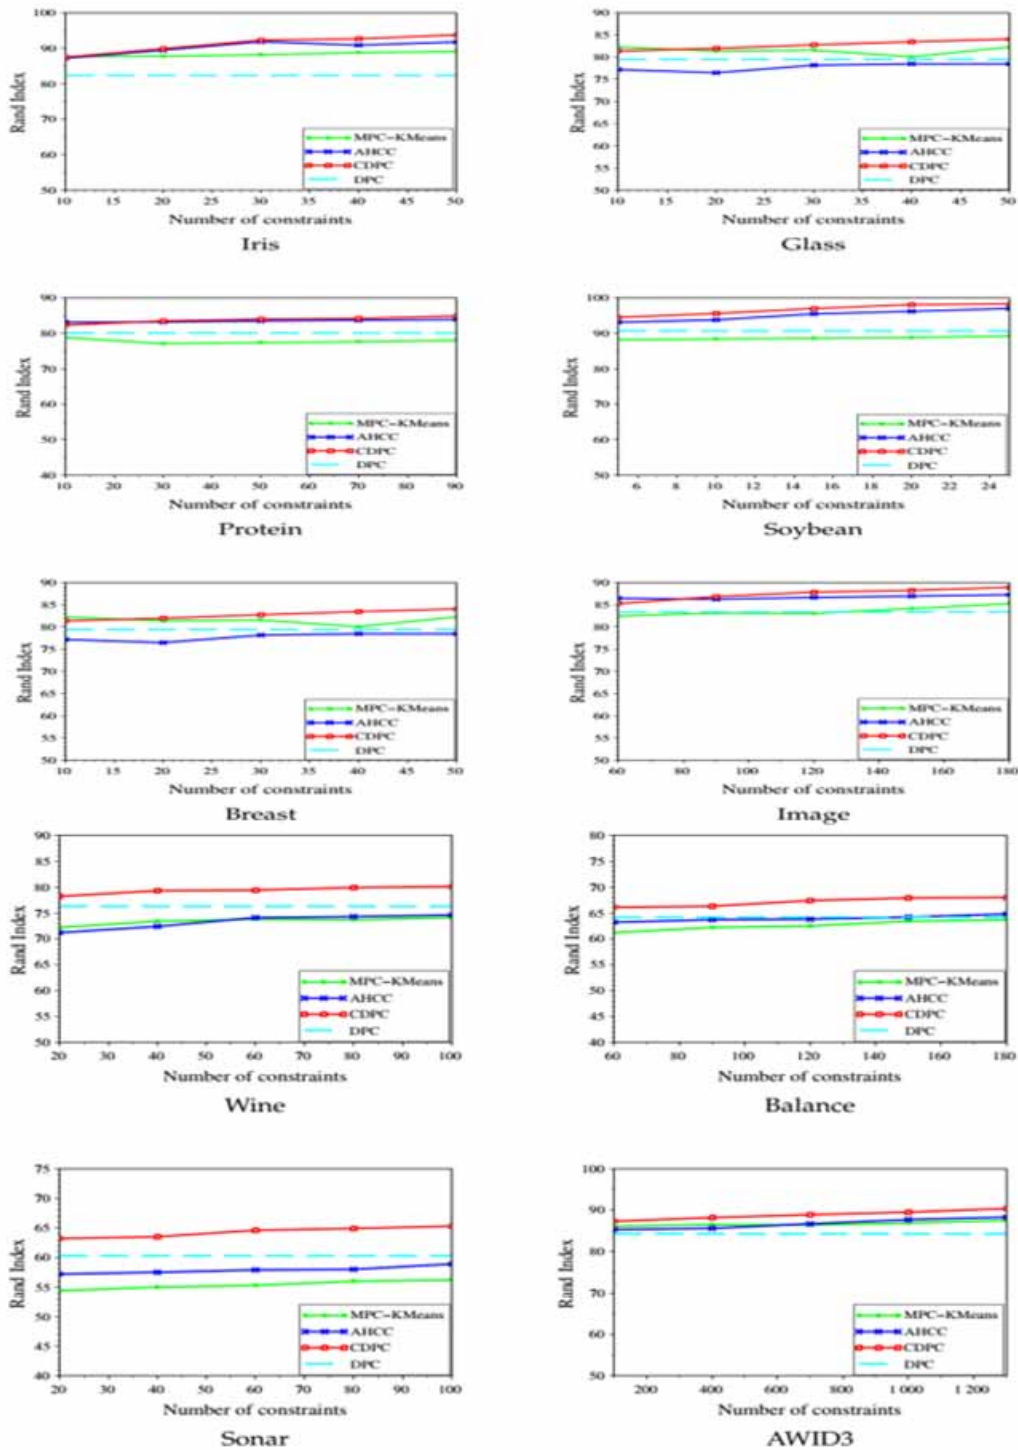 100
90
80
70
60
50
Rand Index
MPC-KMeans
AHCC
CDPC
DPC
10 15 20 25 30 35 40 45 50
Number of constraints
Iris
90
85
80
75
70
65
60
55
50
Rand Index
MPC-KMeans
AHCC
CDPC
DPC
10 15 20 25 30 35 40 45 50
Number of constraints
Glass
90
80
70
60
50
40
Rand Index
MPC-KMeans
AHCC
CDPC
DPC
10 20 30 40 50 60 70 80 90
Number of constraints
Protein
100
90
80
70
60
50
Rand Index
MPC-KMeans
AHCC
CDPC
DPC
6 8 10 12 14 16 18 20 22 24
Number of constraints
Soybean
90
85
80
75
70
65
60
55
50
Rand Index
MPC-KMeans
AHCC
CDPC
DPC
10 15 20 25 30 35 40 45 50
Number of constraints
Breast
90
85
80
75
70
65
60
55
50
Rand Index
MPC-KMeans
AHCC
CDPC
DPC
60 80 100 120 140 160 180
Number of constraints
Image
90
85
80
75
70
65
60
55
50
Rand Index
MPC-KMeans
AHCC
CDPC
DPC
20 30 40 50 60 70 80 90 100
Number of constraints
Wine
80
75
70
65
60
55
50
45
40
Rand Index
MPC-KMeans
AHCC
CDPC
DPC
60 80 100 120 140 160 180
Number of constraints
Balance
75
70
65
60
55
50
45
40
Rand Index
MPC-KMeans
AHCC
CDPC
DPC
20 30 40 50 60 70 80 90 100
Number of constraints
Sonar
100
90
80
70
60
50
Rand Index
MPC-KMeans
AHCC
CDPC
DPC
200 400 600 800 1 000 1 200
Number of constraints
AWID3